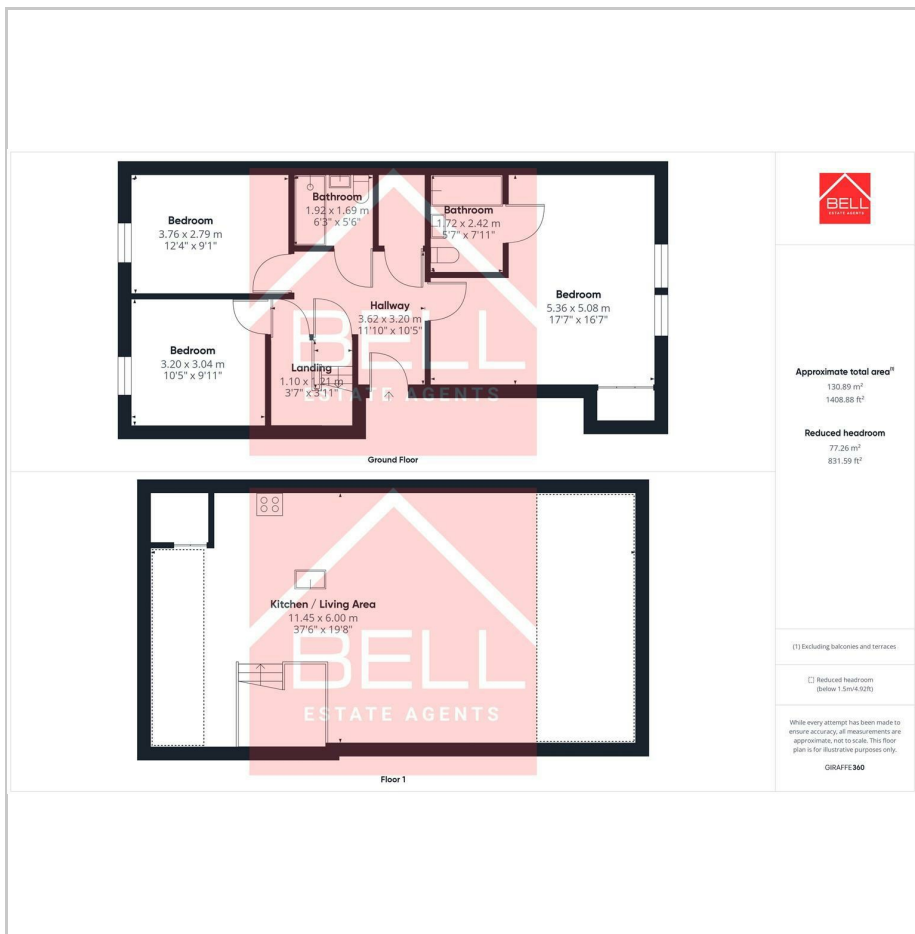 Bedroom
3.76 x 2.79 m
12'4" x 9'1"
Bathroom
1.92 x 1.69 m
6'3" x 5'6"
Bathroom
1.72 x 2.42 m
5'7" x 7'11"
Bedroom
5.36 x 5.08 m
17'7" x 16'7"
Hallway
3.62 x 3.20 m
11'10" x 10'5"
Bedroom
3.20 x 3.04 m
10'5" x 9'11"
Landing
1.10 x 1.21 m
3'7" x 3'11"
BELL
ESTATE AGENTS
Ground Floor
Kitchen / Living Area
11.45 x 6.00 m
37'6" x 19'8"
BELL
ESTATE AGENTS
Floor 1
BELL
ESTATE AGENTS
Approximate total area(1)
130.89 m²
1408.88 ft²
Reduced headroom
77.26 m²
831.59 ft²
(1) Excluding balconies and terraces
Reduced headroom
(below 1.5m/4.92ft)
While every attempt has been made to
ensure accuracy, all measurements are
approximate, not to scale. This floor
plan is for illustrative purposes only.
GIRAFFE360